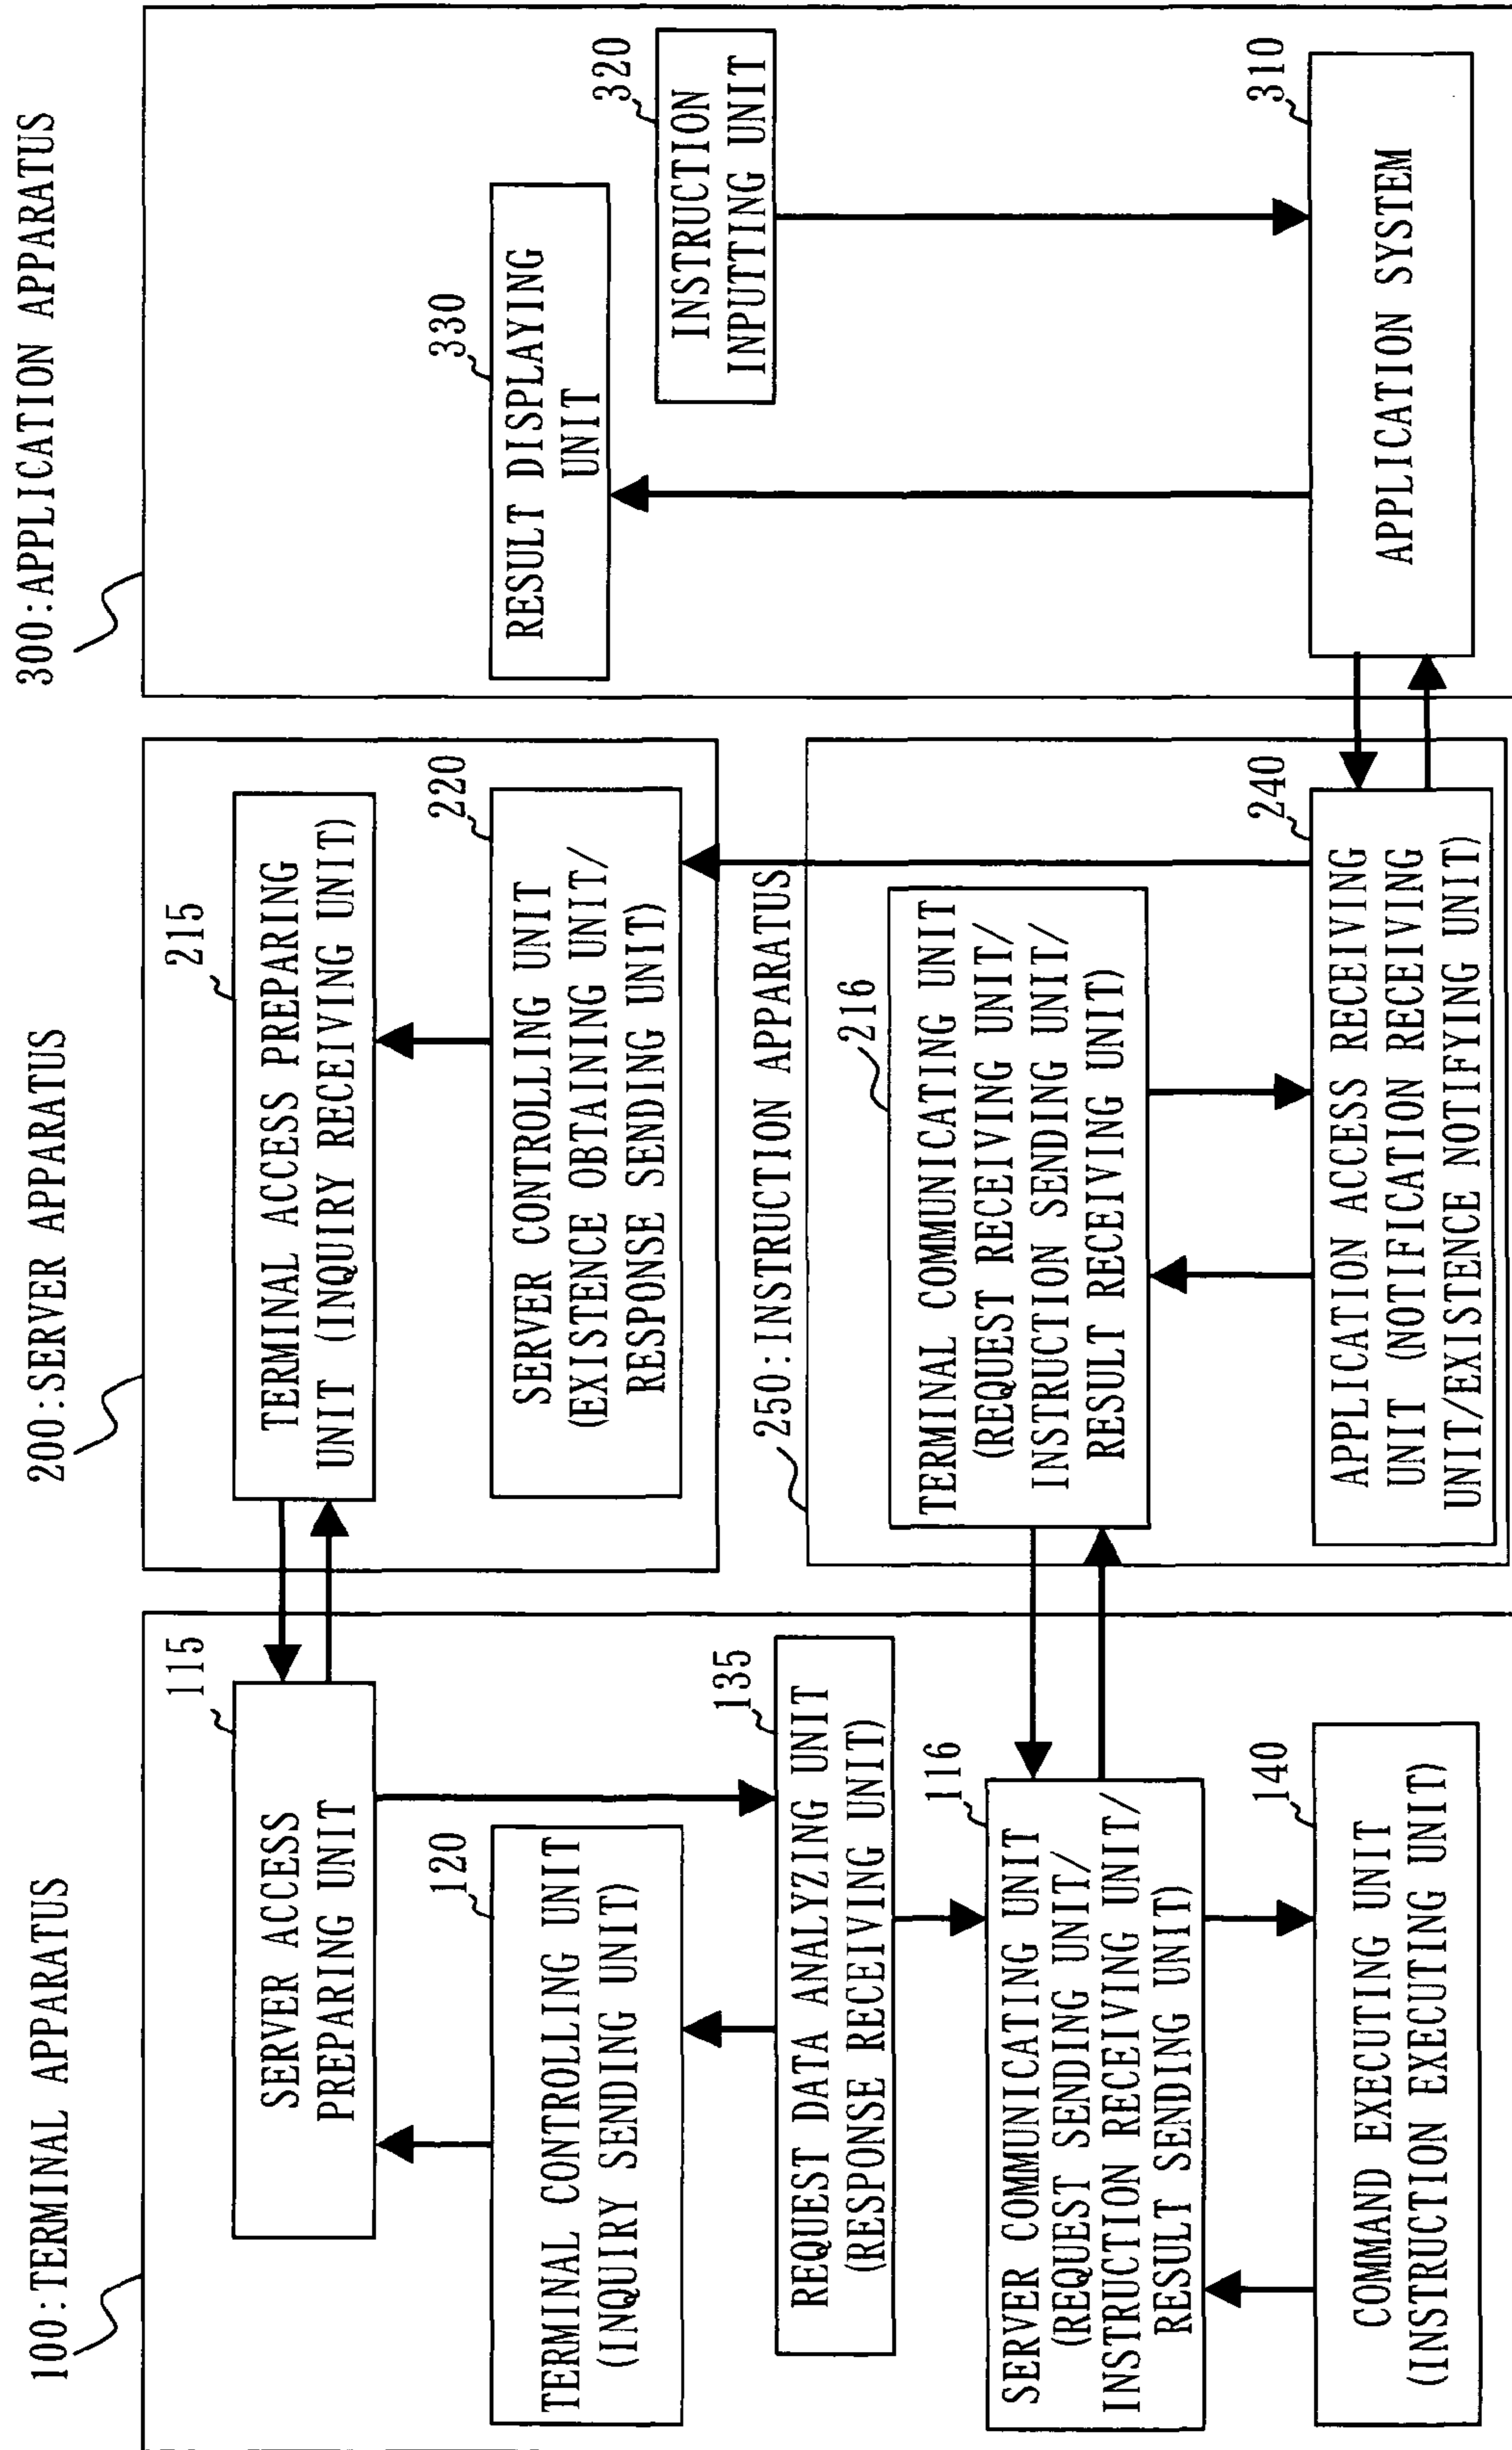 100:TERMINAL APPARATUS
115
SERVER ACCESS
PREPARING UNIT
120
TERMINAL CONTROLLING UNIT
(INQUIRY SENDING UNIT)
135
REQUEST DATA ANALYZING UNIT
(RESPONSE RECEIVING UNIT)
116
SERVER COMMUNICATING UNIT
(REQUEST SENDING UNIT/
INSTRUCTION RECEIVING UNIT/
RESULT SENDING UNIT)
140
COMMAND EXECUTING UNIT
(INSTRUCTION EXECUTING UNIT)
200:SERVER APPARATUS
215
TERMINAL ACCESS PREPARING
UNIT (INQUIRY RECEIVING UNIT)
220
SERVER CONTROLLING UNIT
(EXISTENCE OBTAINING UNIT/
RESPONSE SENDING UNIT)
250:INSTRUCTION APPARATUS
216
TERMINAL COMMUNICATING UNIT
(REQUEST RECEIVING UNIT/
INSTRUCTION SENDING UNIT/
RESULT RECEIVING UNIT)
240
APPLICATION ACCESS RECEIVING
UNIT (NOTIFICATION RECEIVING
UNIT/EXISTENCE NOTIFYING UNIT)
300:APPLICATION APPARATUS
330
RESULT DISPLAYING
UNIT
320
INSTRUCTION
INPUTTING UNIT
310
APPLICATION SYSTEM